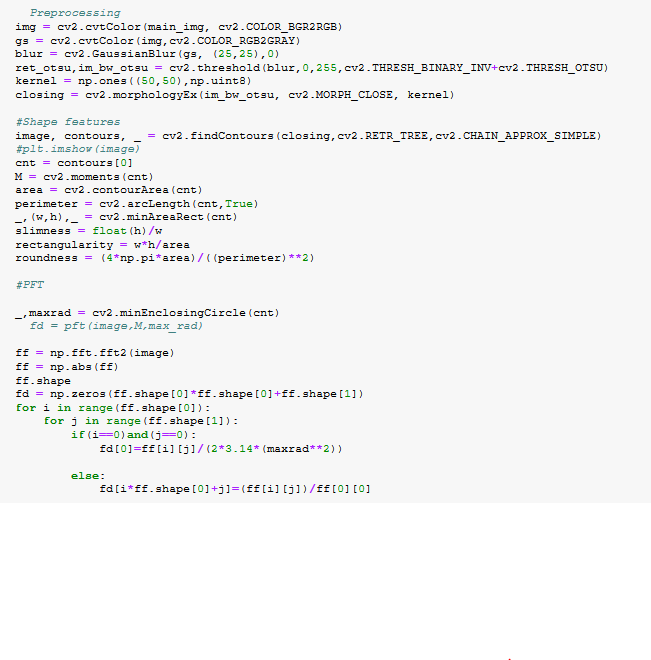 Preprocessing
img = cv2.cvtColor(main_img, cv2.COLOR_BGR2RGB)
gs = cv2.cvtColor(img,cv2.COLOR_RGB2GRAY)
blur = cv2.GaussianBlur(gs, (25,25),0)
ret_otsu,im_bw_otsu = cv2.threshold(blur,0,255,cv2.THRESH_BINARY_INV+cv2.THRESH_OTSU)
kernel = np.ones((50,50),np.uint8)
closing = cv2.morphologyEx(im_bw_otsu, cv2.MORPH_CLOSE, kernel)
#Shape features
image, contours, _ = cv2.findContours(closing,cv2.RETR_TREE,cv2.CHAIN_APPROX_SIMPLE)
#plt.imshow(image)
cnt = contours[0]
M = cv2.moments(cnt)
area = cv2.contourArea(cnt)
perimeter = cv2.arcLength(cnt,True)
_,(w,h),_ = cv2.minAreaRect(cnt)
slimness = float(h)/w
rectangularity = w*h/area
roundness = (4*np.pi*area)/((perimeter)**2)
#PFT
_,maxrad = cv2.minEnclosingCircle(cnt)
fd = pft(image,M,max_rad)
ff = np.fft.fft2(image)
ff = np.abs(ff)
ff.shape
fd = np.zeros(ff.shape[0]*ff.shape[0]+ff.shape[1])
for i in range(ff.shape[0]):
for j in range(ff.shape[1]):
if(i==0)and(j==0):
fd[0]=ff[i][j]/(2*3.14*(maxrad**2))
else:
fd[i*ff.shape[0]+j]=(ff[i][j])/ff[0][0]